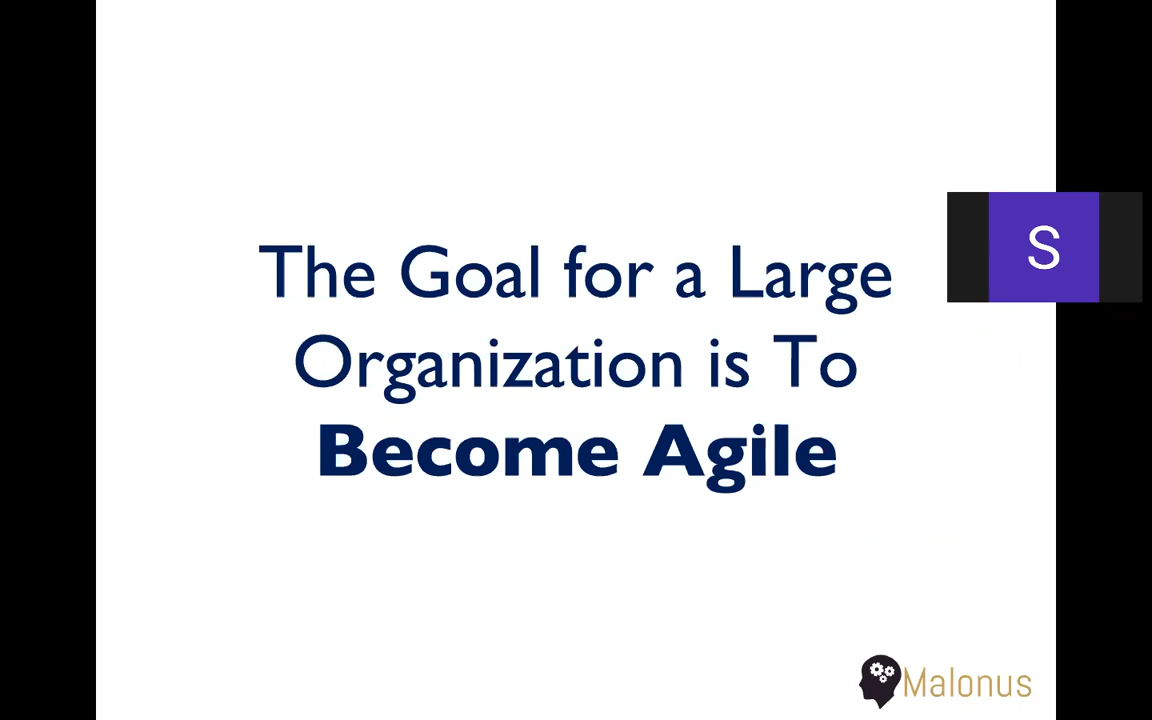 The Goal for a Large
Organization is To
Become Agile
S
Malonus